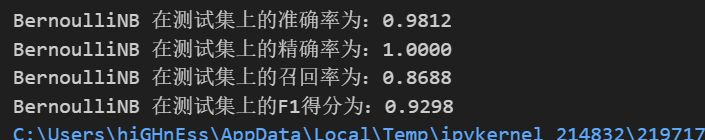 BernoulliNB 在测试集上的准确率为：0.9812
BernoulliNB 在测试集上的精确率为：1.0000
BernoulliNB 在测试集上的召回率为：0.8688
BernoulliNB 在测试集上的F1得分为：0.9298
C:\Users\hiGHnEss\AppData\Local\Temp\ipykernel_214832\219717